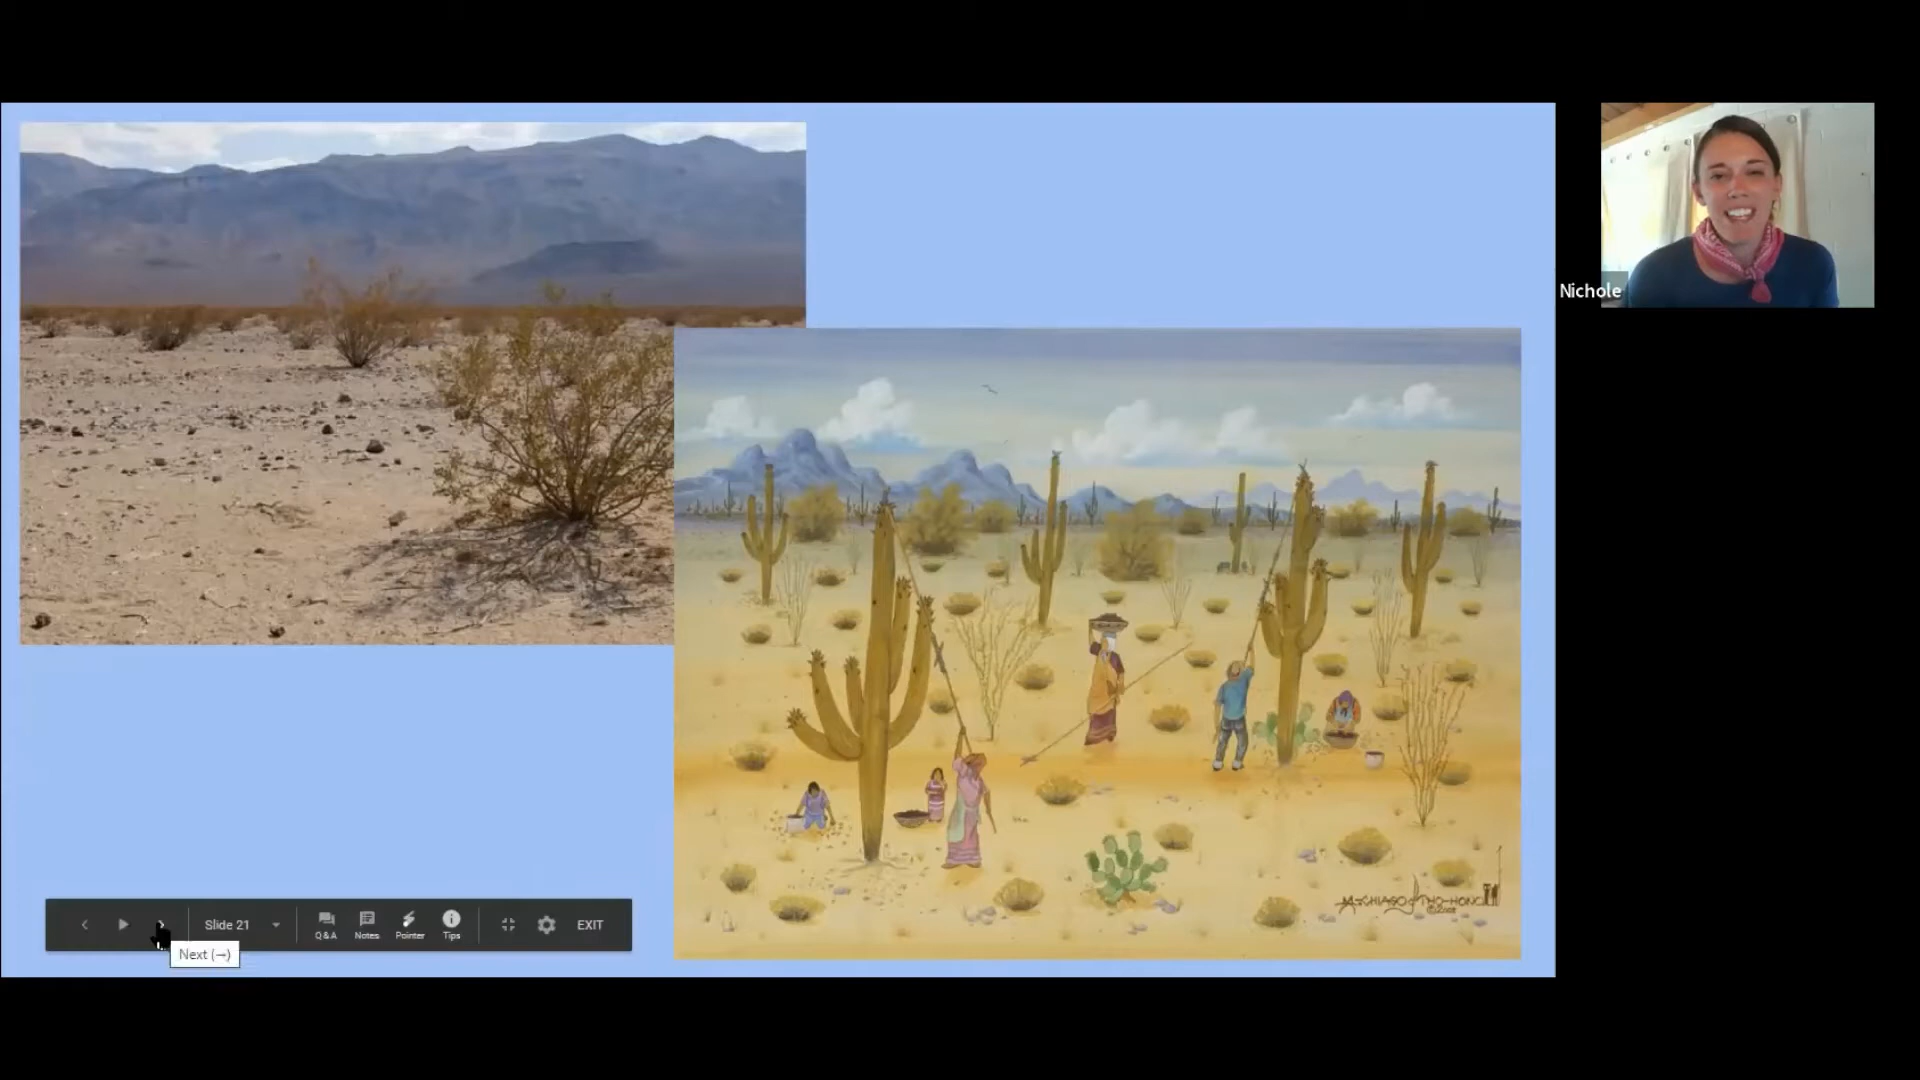 Nichole
Slide 21
Q&A
Notes
Pointer
Tips
EXIT
Next (→)